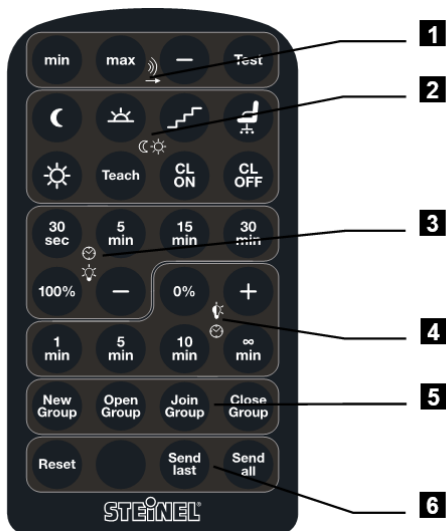 1
min max – Test
2
Teach CL ON CL OFF
3
30 sec 5 min 15 min 30 min
100% – 0% +
4
1 min 5 min 10 min ∞ min
5
New Group Open Group Join Group Close Group
Reset Send last Send all
6
STEINEL